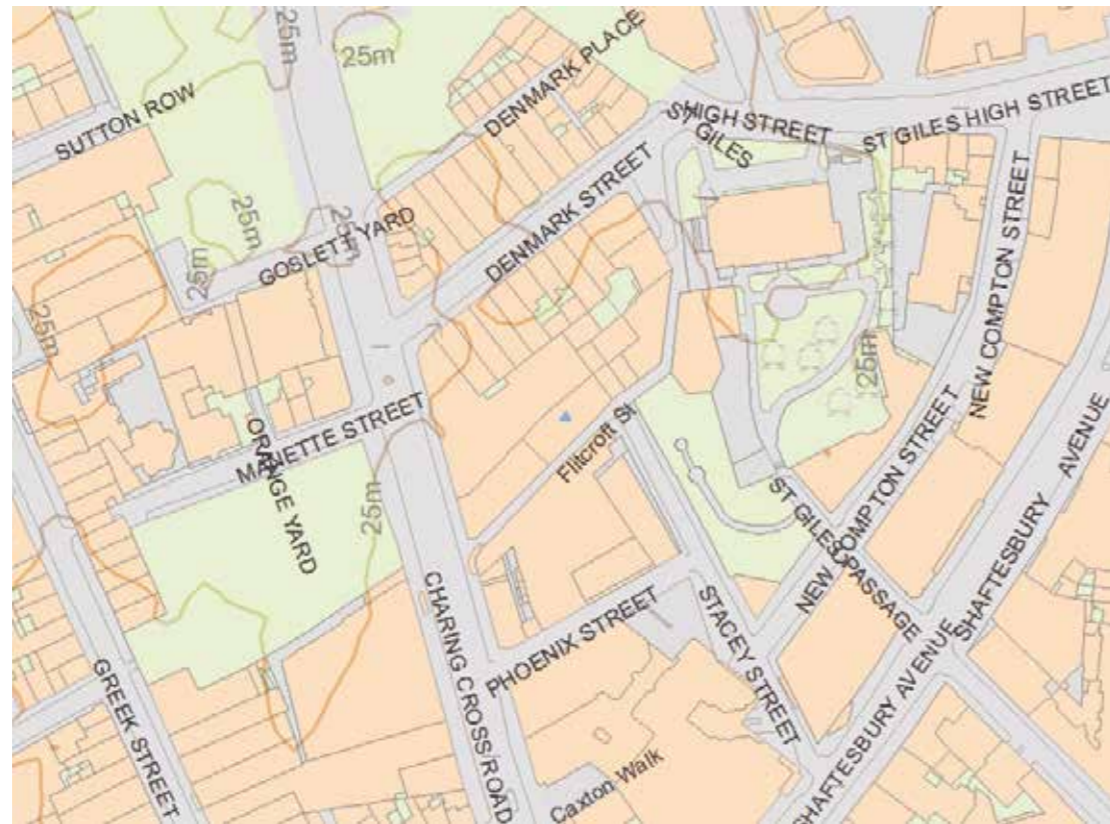 25m
25m
DENMARK PLACE
SUTTON ROW
HIGH STREET
ST GILES
ST GILES HIGH STREET
DENMARK STREET
25m
25m
GOSLETT YARD
25m
25m
NEW COMPTON STREET
25m
MANETTE STREET
ORANGE YARD
25m
Flitcroft St
NEW COMPTON STREET
SHAFTESBURY AVENUE
ST GILES PASSAGE
CHARING CROSS ROAD
PHOENIX STREET
STACEY STREET
GREEK STREET
SHAFTESBURY AVENUE
Caxton Walk